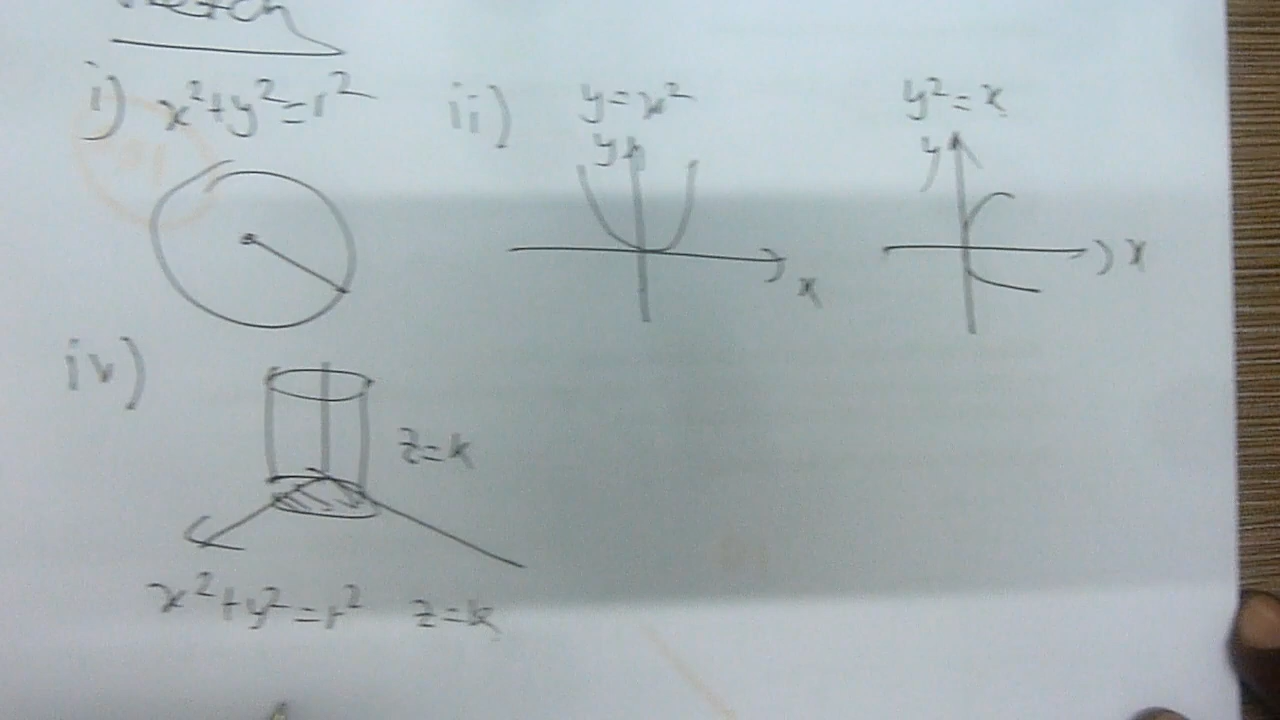 i) x²+y²=r² ii) y=x² y²=x
y y
x x
iv)
z=k
x²+y²=r² z=k